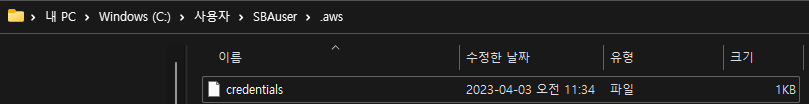 내 PC > Windows (C:) > 사용자 > SBAuser > .aws
이름 수정한 날짜 유형 크기
credentials 2023-04-03 오전 11:34 파일 1KB